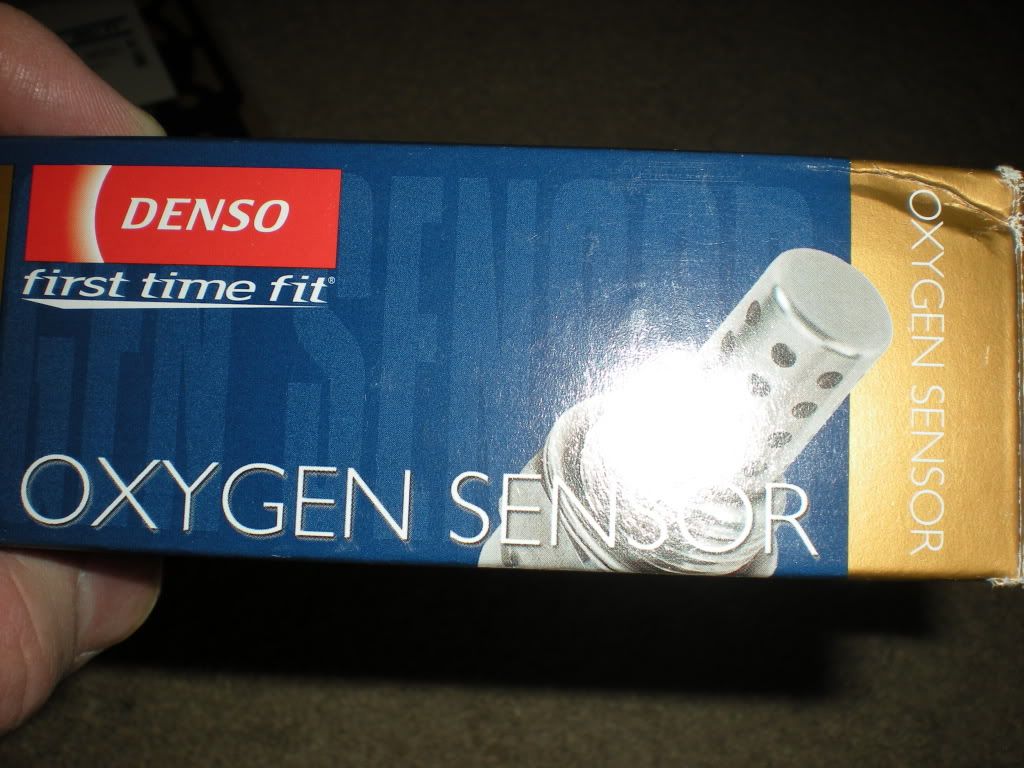 DENSO
first time fit®
OXYGEN SENSOR
OXYGEN SENSOR